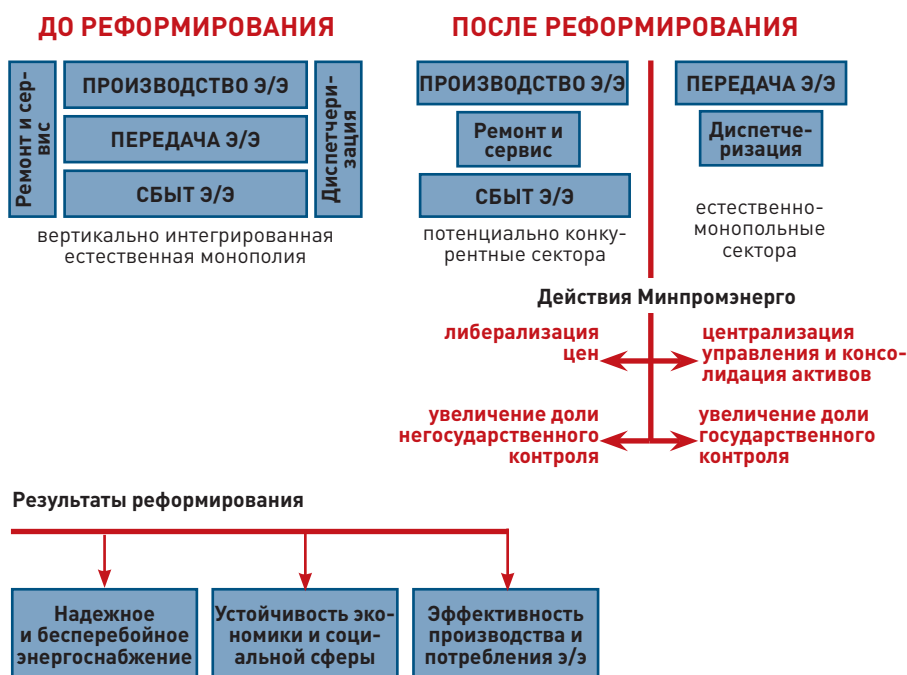 ДО РЕФОРМИРОВАНИЯ
Ремонт и сер-
вис
ПРОИЗВОДСТВО Э/Э
ПЕРЕДАЧА Э/Э
СБЫТ Э/Э
Диспетчери-
зация
вертикально интегрированная
естественная монополия
ПОСЛЕ РЕФОРМИРОВАНИЯ
ПРОИЗВОДСТВО Э/Э
Ремонт и
сервис
СБЫТ Э/Э
потенциально конку-
рентные сектора
ПЕРЕДАЧА Э/Э
Диспетче-
ризация
естественно-
монопольные
сектора
Действия Минпромэнерго
либерализация
цен
централизация
управления и консо-
лидация активов
увеличение доли
негосударственного
контроля
увеличение доли
государственного
контроля
Результаты реформирования
Надежное
и бесперебойное
энергоснабжение
Устойчивость эко-
номики и соци-
альной сферы
Эффективность
производства и
потребления э/э